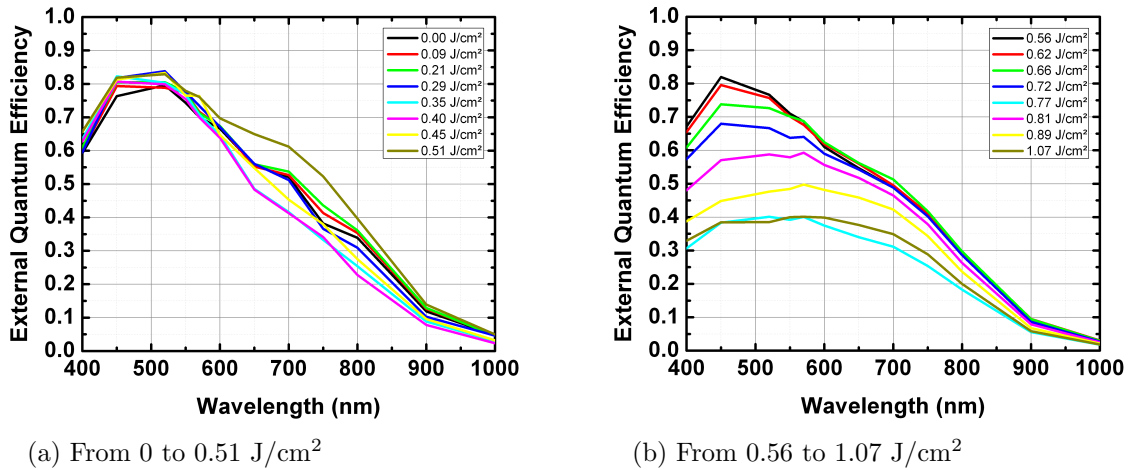 External Quantum Efficiency
1.0
0.9
0.8
0.7
0.6
0.5
0.4
0.3
0.2
0.1
0.0
0.00 J/cm²
0.09 J/cm²
0.21 J/cm²
0.29 J/cm²
0.35 J/cm²
0.40 J/cm²
0.45 J/cm²
0.51 J/cm²
400 500 600 700 800 900 1000
Wavelength (nm)
(a) From 0 to 0.51 J/cm²
External Quantum Efficiency
1.0
0.9
0.8
0.7
0.6
0.5
0.4
0.3
0.2
0.1
0.0
0.56 J/cm²
0.62 J/cm²
0.66 J/cm²
0.72 J/cm²
0.77 J/cm²
0.81 J/cm²
0.89 J/cm²
1.07 J/cm²
400 500 600 700 800 900 1000
Wavelength (nm)
(b) From 0.56 to 1.07 J/cm²